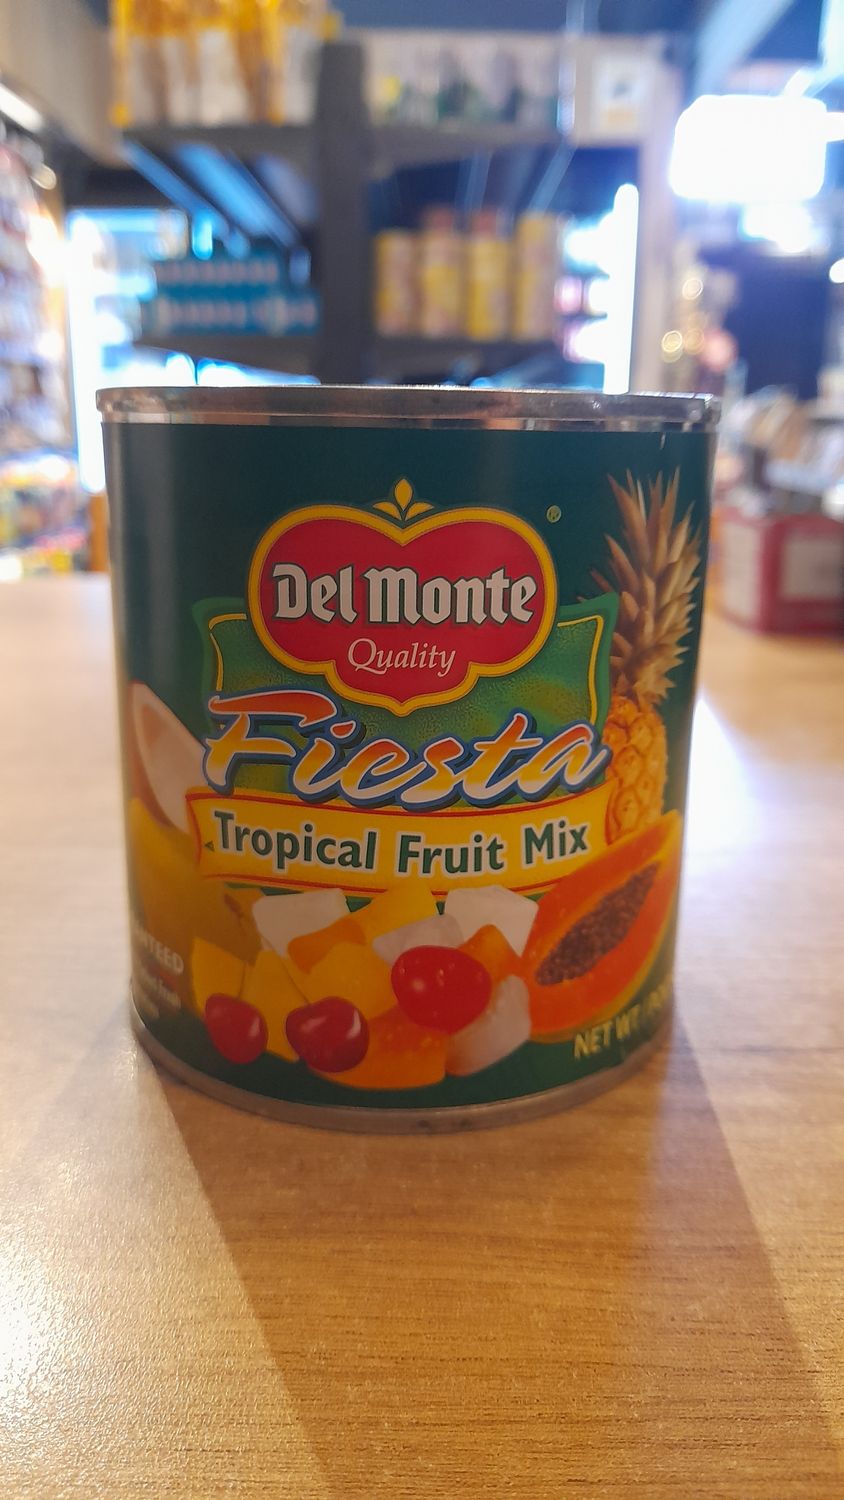 Del Monte
®
Quality
Fiesta
Tropical Fruit Mix
NET WT.